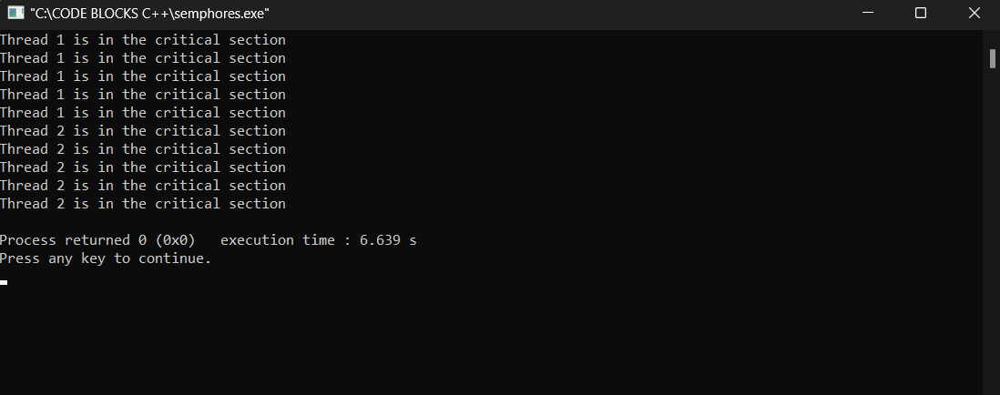 "C:\CODE BLOCKS C++\semphores.exe"
Thread 1 is in the critical section
Thread 1 is in the critical section
Thread 1 is in the critical section
Thread 1 is in the critical section
Thread 1 is in the critical section
Thread 2 is in the critical section
Thread 2 is in the critical section
Thread 2 is in the critical section
Thread 2 is in the critical section
Thread 2 is in the critical section
Process returned 0 (0x0)   execution time : 6.639 s
Press any key to continue.